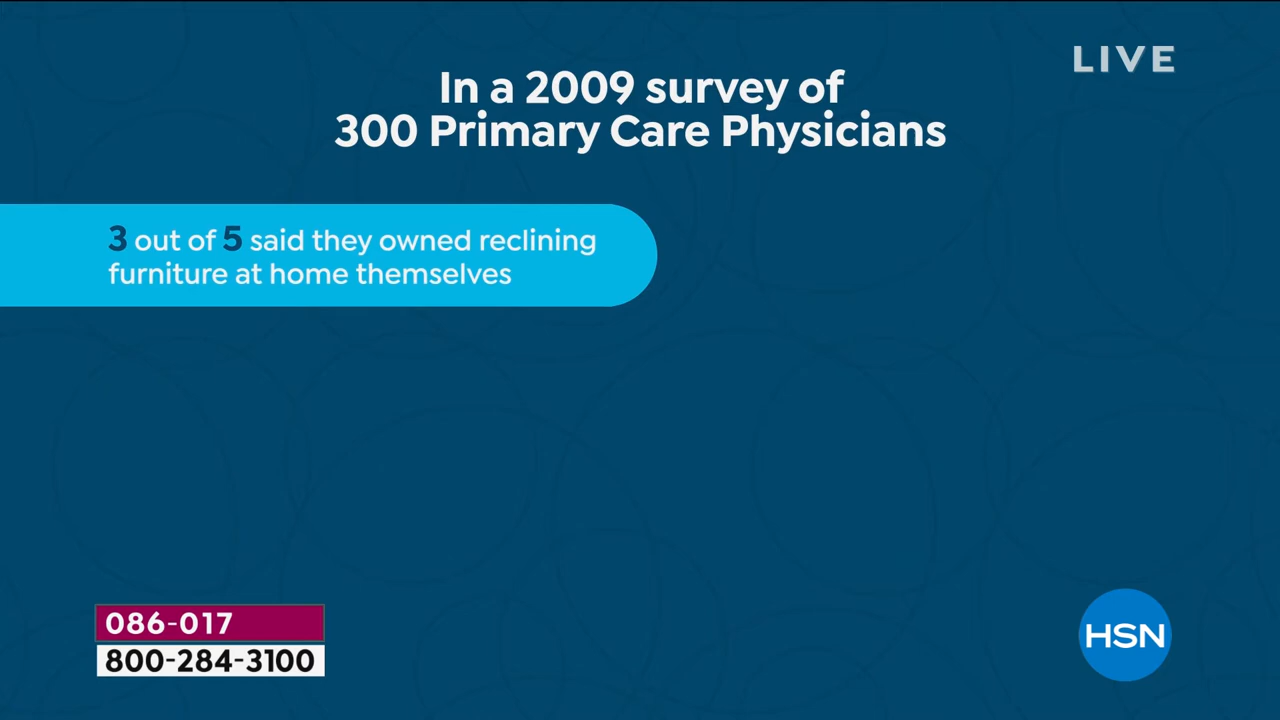 LIVE
In a 2009 survey of
300 Primary Care Physicians
3 out of 5 said they owned reclining
furniture at home themselves
086-017
800-284-3100
HSN